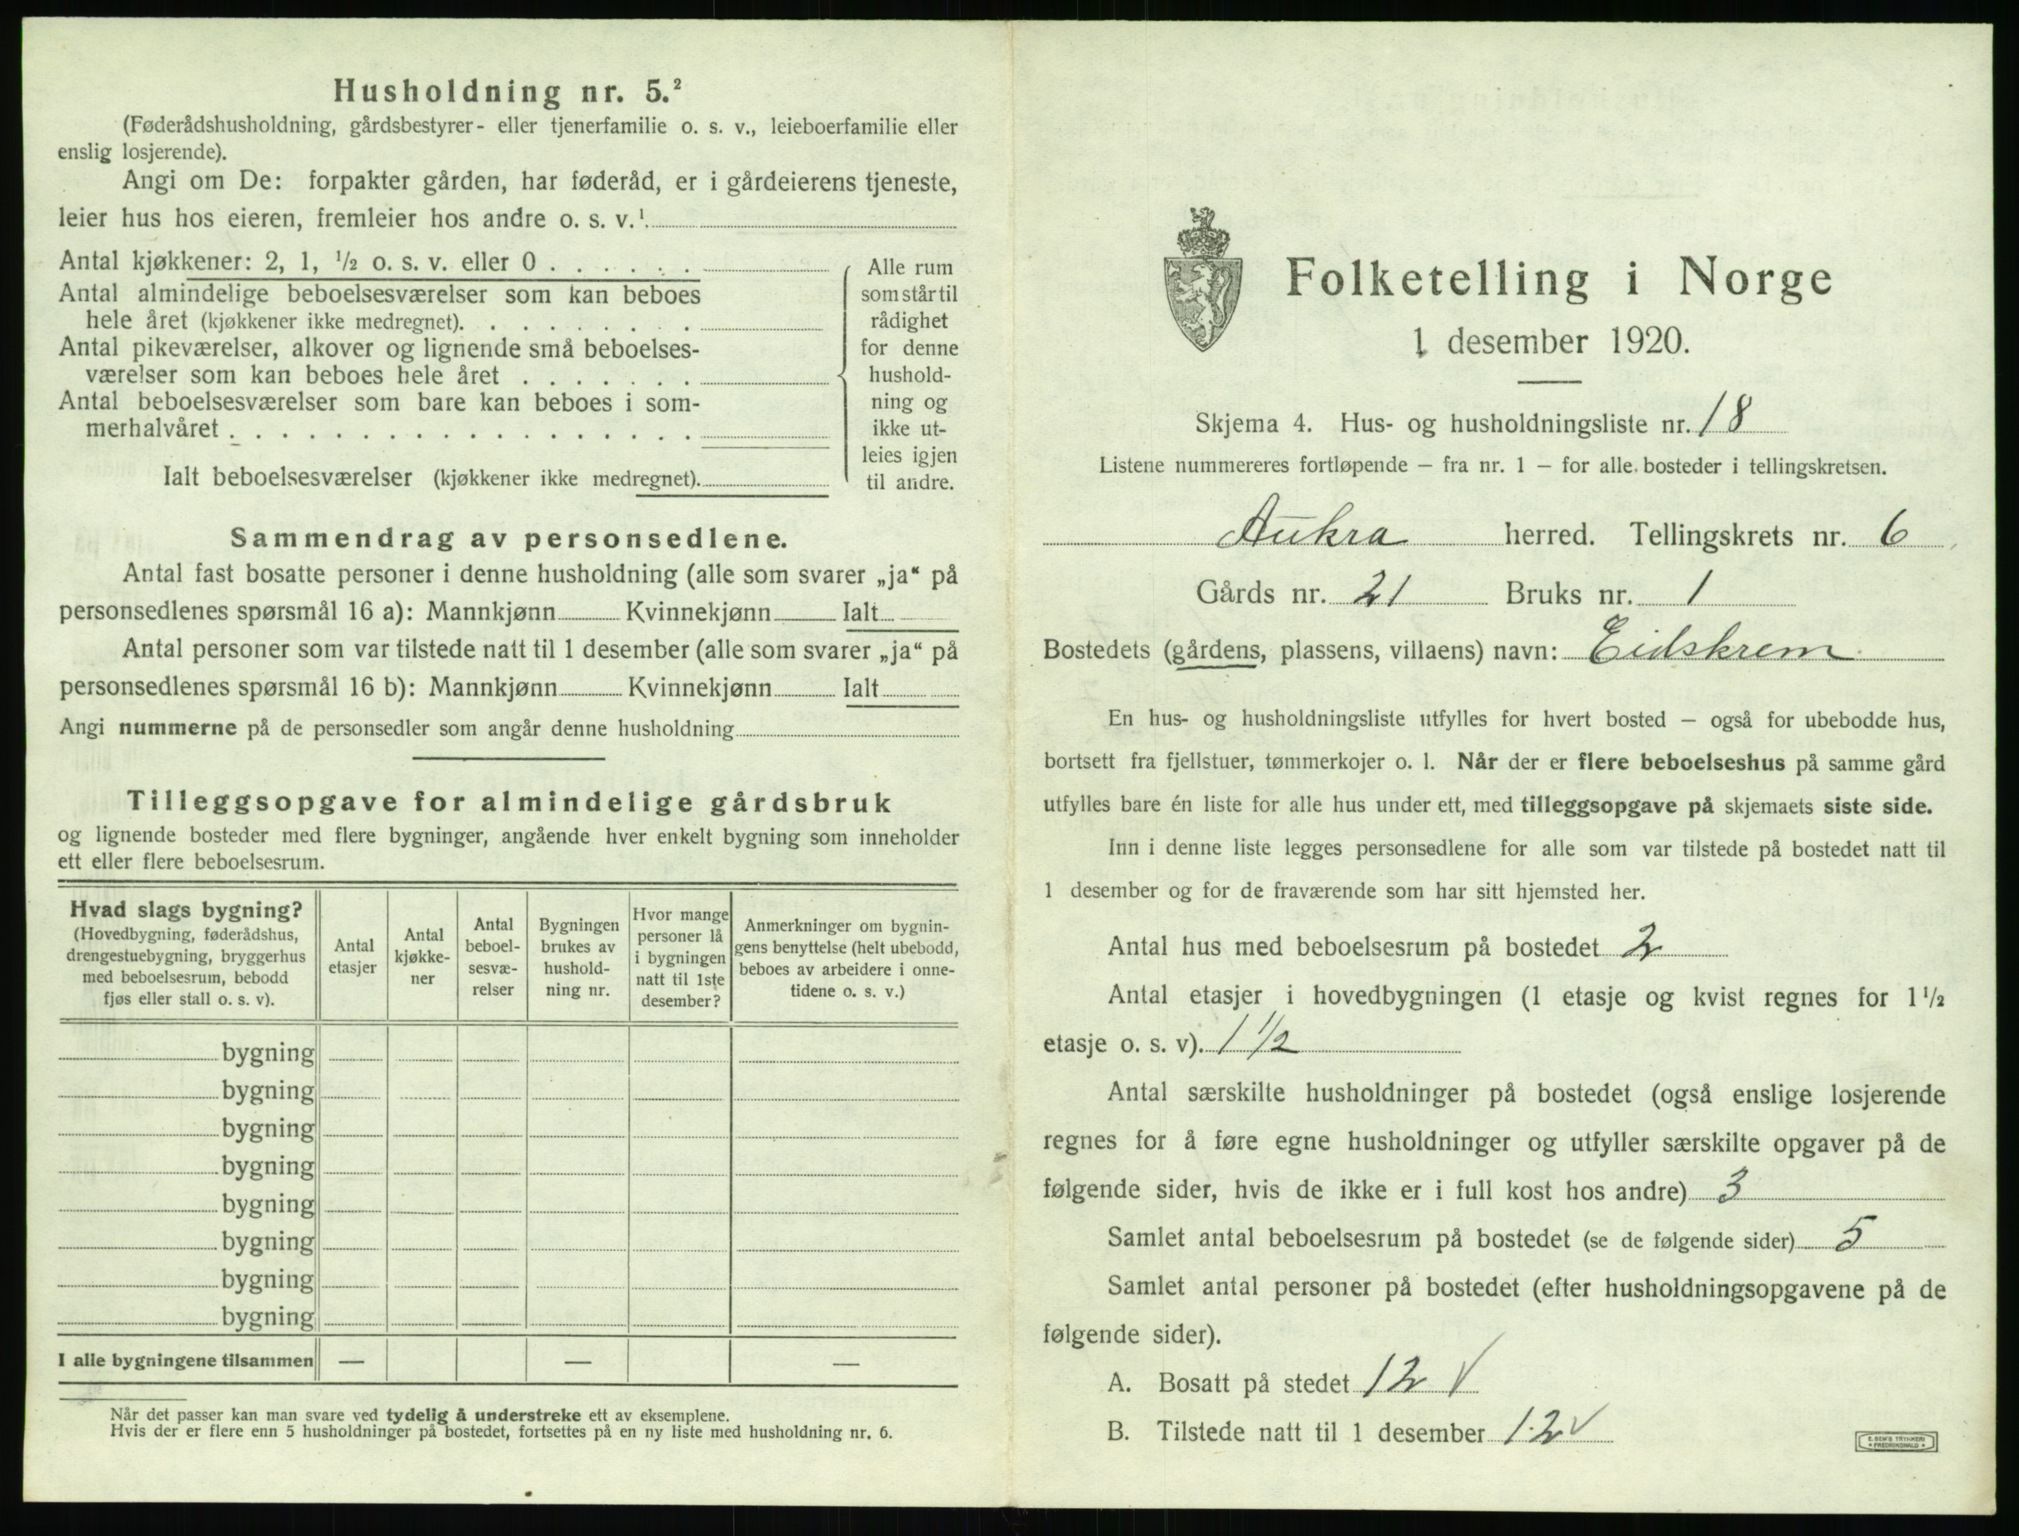 Husholdning nr. 5.²
(Føderådshusholdning, gårdsbestyrer- eller tjenerfamilie o. s. v., leieboerfamilie eller
enslig losjerende).
Angi om De: forpakter gården, har føderåd, er i gårdeierens tjeneste,
leier hus hos eieren, fremleier hos andre o. s. v.¹
Antal kjøkkener: 2, 1, ½ o. s. v. eller 0 . . . . . .
Antal almindelige beboelsesværelser som kan beboes
hele året (kjøkkener ikke medregnet). . . . . . . . .
Antal pikeværelser, alkover og lignende små beboelses-
værelser som kan beboes hele året . . . . . . .
Antal beboelsesværelser som bare kan beboes i som-
merhalvåret . . . . . . . . . . . . . . . . . .
Ialt beboelsesværelser (kjøkkener ikke medregnet).
Alle rum
som står til
rådighet
for denne
hushold-
ning og
ikke ut-
leies igjen
til andre.
Sammendrag av personsedlene.
Antal fast bosatte personer i denne husholdning (alle som svarer „ja“ på
personsedlenes spørsmål 16 a): Mannkjønn Kvinnekjønn Ialt
Antal personer som var tilstede natt til 1 desember (alle som svarer „ja“ på
personsedlenes spørsmål 16 b): Mannkjønn Kvinnekjønn Ialt
Angi nummerne på de personsedler som angår denne husholdning
Tilleggsopgave for almindelige gårdsbruk
og lignende bosteder med flere bygninger, angående hver enkelt bygning som inneholder
ett eller flere beboelsesrum.
Hvad slags bygning?
(Hovedbygning, føderådshus,
drengestuebygning, bryggerhus
med beboelsesrum, bebodd
fjøs eller stall o. s. v).
Antal
etasjer
Antal
kjøkke-
ner
Antal
beboel-
sesvæ-
relser
Bygningen
brukes av
hushold-
ning nr.
Hvor mange
personer lå
i bygningen
natt til 1ste
desember?
Anmerkninger om bygnin-
gens benyttelse (helt ubebodd,
beboes av arbeidere i onne-
tidene o. s. v.)
bygning
bygning
bygning
bygning
bygning
bygning
bygning
bygning
I alle bygningene tilsammen — — —
Når det passer kan man svare ved tydelig å understreke ett av eksemplene.
Hvis der er flere enn 5 husholdninger på bostedet, fortsettes på en ny liste med husholdning nr. 6.
Folketelling i Norge
1 desember 1920.
Skjema 4. Hus- og husholdningsliste nr. 18
Listene nummereres fortløpende – fra nr. 1 – for alle bosteder i tellingskretsen.
Aukra herred. Tellingskrets nr. 6
Gårds nr. 21 Bruks nr. 1
Bostedets (gårdens, plassens, villaens) navn: Eidskrem
En hus- og husholdningsliste utfylles for hvert bosted – også for ubebodde hus,
bortsett fra fjellstuer, tømmerkojer o. l. Når der er flere beboelseshus på samme gård
utfylles bare én liste for alle hus under ett, med tilleggsopgave på skjemaets siste side.
Inn i denne liste legges personsedlene for alle som var tilstede på bostedet natt til
1 desember og for de fraværende som har sitt hjemsted her.
Antal hus med beboelsesrum på bostedet 2
Antal etasjer i hovedbygningen (1 etasje og kvist regnes for 1½
etasje o. s. v). 1 1/2
Antal særskilte husholdninger på bostedet (også enslige losjerende
regnes for å føre egne husholdninger og utfyller særskilte opgaver på de
følgende sider, hvis de ikke er i full kost hos andre) 3
Samlet antal beboelsesrum på bostedet (se de følgende sider) 5
Samlet antal personer på bostedet (efter husholdningsopgavene på de
følgende sider).
A. Bosatt på stedet 12 √
B. Tilstede natt til 1 desember 12 √
E. SEM'S TRYKKERI
FREDRIKSHALD